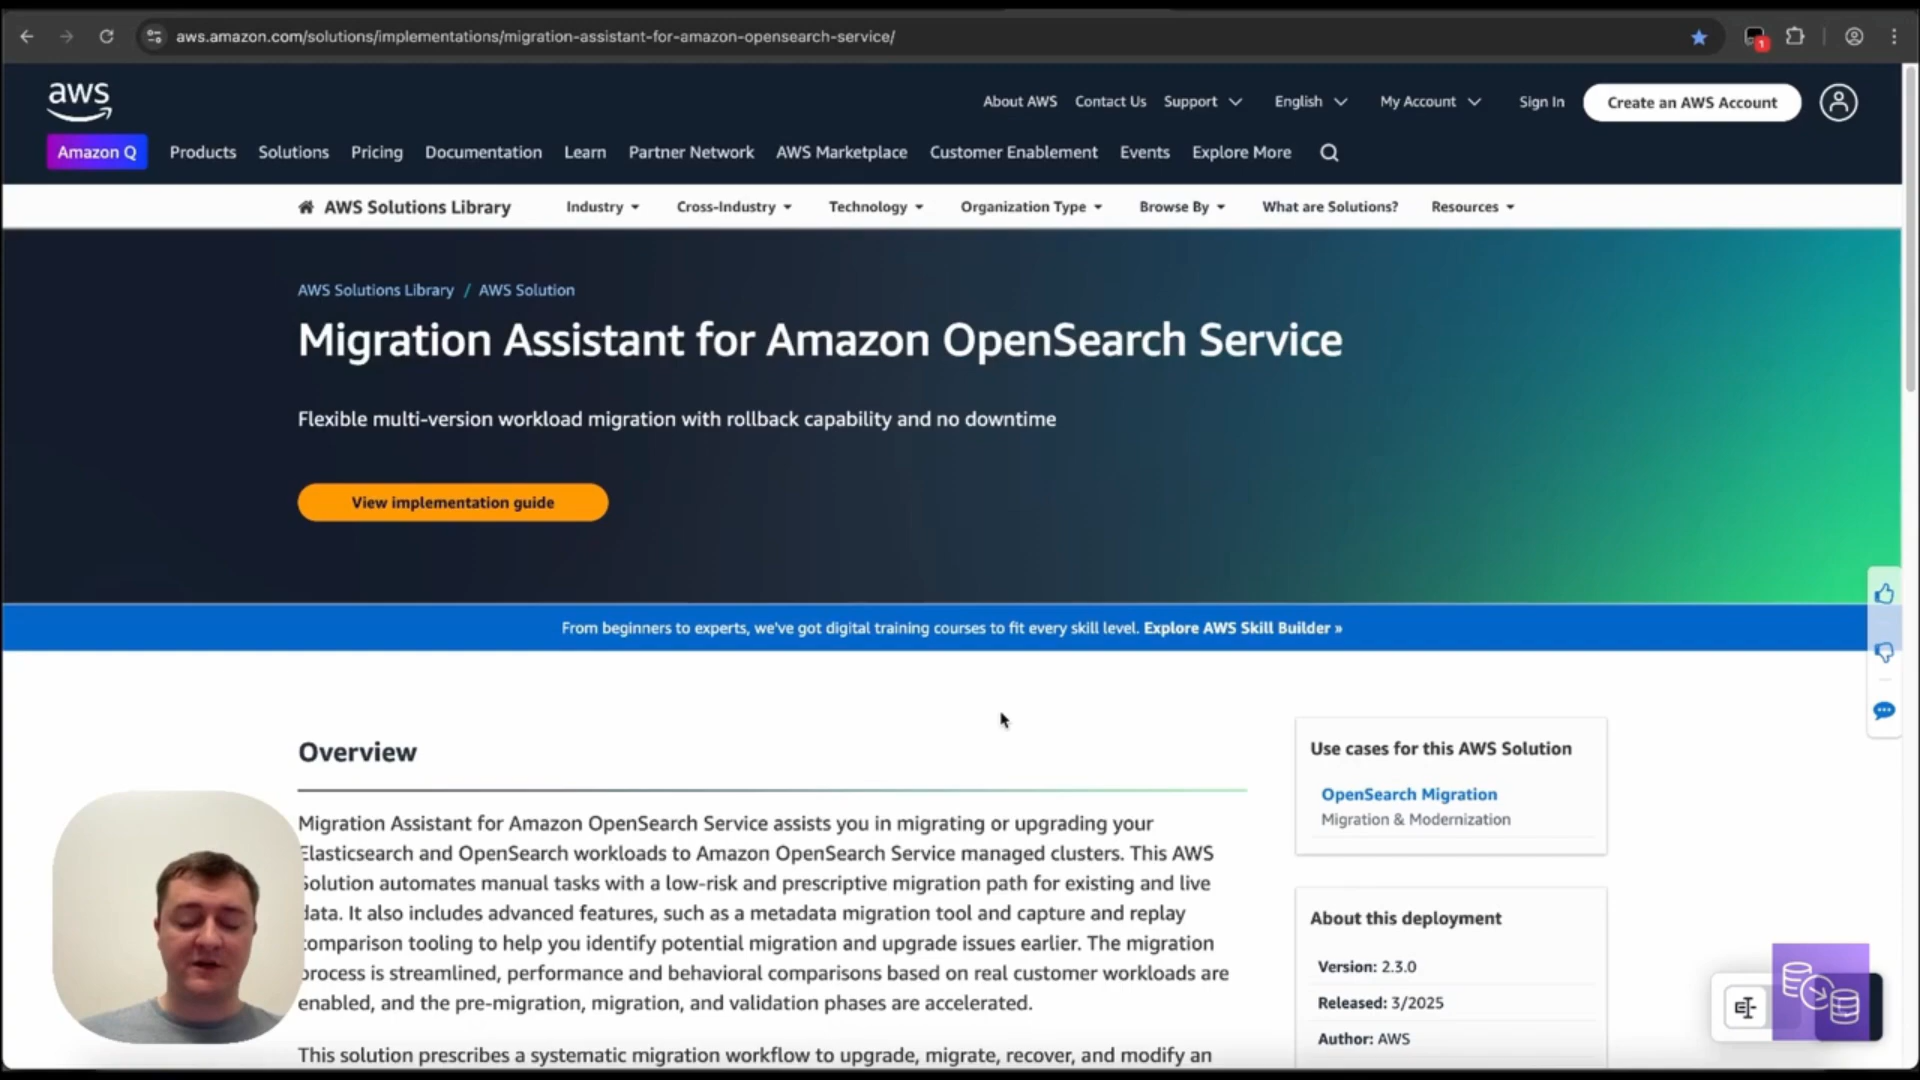 aws.amazon.com/solutions/implementations/migration-assistant-for-amazon-opensearch-service/
1
aws
About AWS Contact Us Support English My Account Sign In Create an AWS Account
Amazon Q Products Solutions Pricing Documentation Learn Partner Network AWS Marketplace Customer Enablement Events Explore More
AWS Solutions Library Industry Cross-Industry Technology Organization Type Browse By What are Solutions? Resources
AWS Solutions Library / AWS Solution
Migration Assistant for Amazon OpenSearch Service
Flexible multi-version workload migration with rollback capability and no downtime
View implementation guide
From beginners to experts, we've got digital training courses to fit every skill level. Explore AWS Skill Builder »
Overview
Migration Assistant for Amazon OpenSearch Service assists you in migrating or upgrading your
Elasticsearch and OpenSearch workloads to Amazon OpenSearch Service managed clusters. This AWS
Solution automates manual tasks with a low-risk and prescriptive migration path for existing and live
data. It also includes advanced features, such as a metadata migration tool and capture and replay
comparison tooling to help you identify potential migration and upgrade issues earlier. The migration
process is streamlined, performance and behavioral comparisons based on real customer workloads are
enabled, and the pre-migration, migration, and validation phases are accelerated.
This solution prescribes a systematic migration workflow to upgrade, migrate, recover, and modify an
Use cases for this AWS Solution
OpenSearch Migration
Migration & Modernization
About this deployment
Version: 2.3.0
Released: 3/2025
Author: AWS